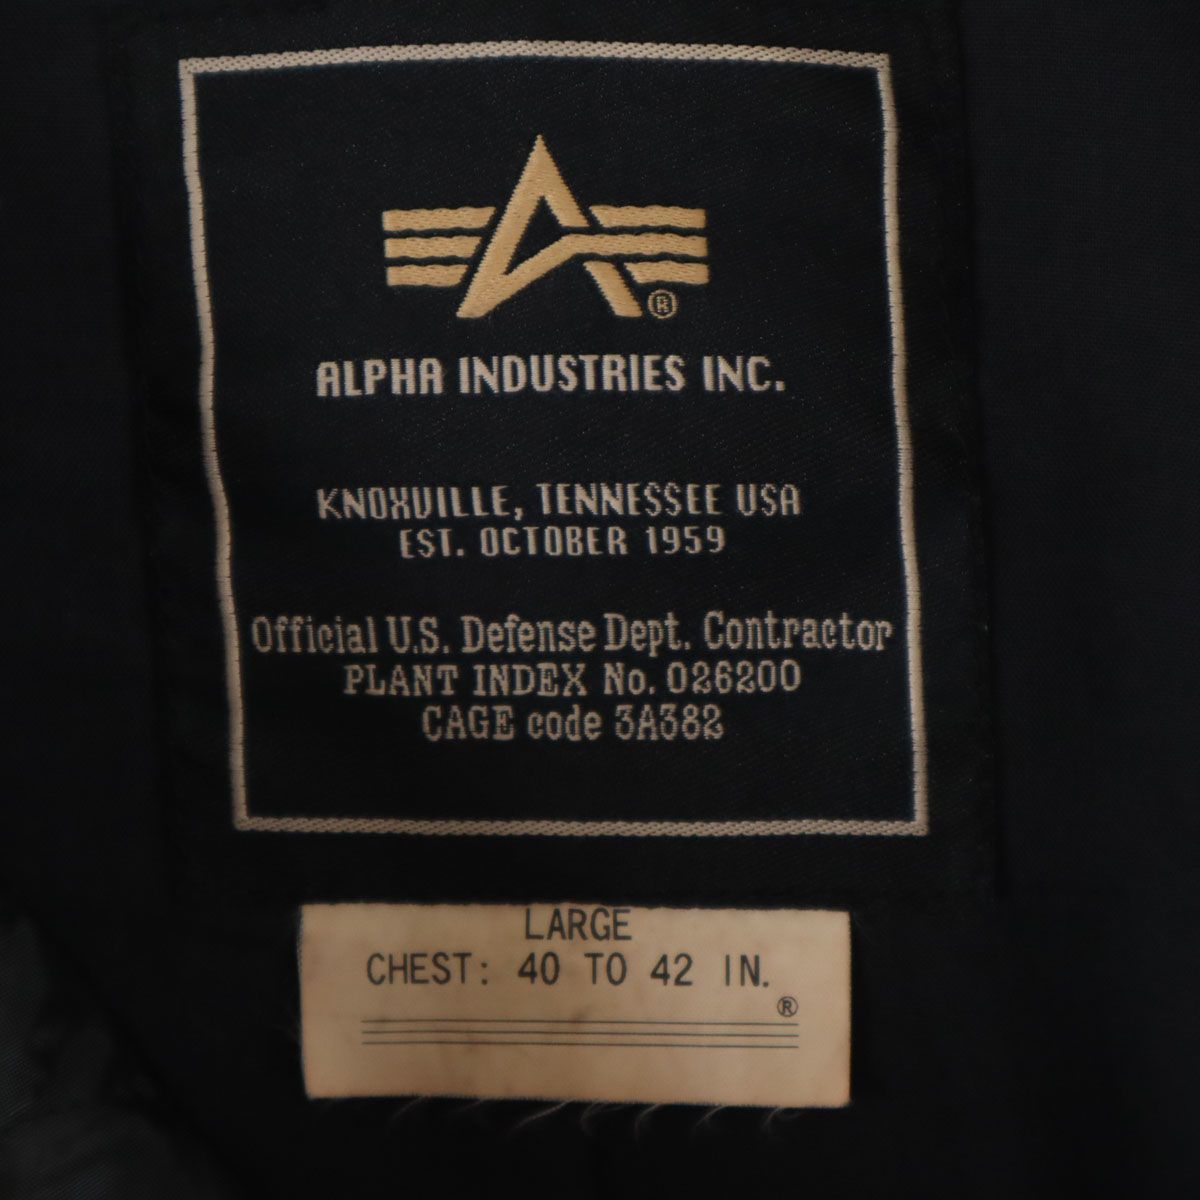 ®
ALPHA INDUSTRIES INC.
KNOXVILLE, TENNESSEE USA
EST. OCTOBER 1959
Official U.S. Defense Dept. Contractor
PLANT INDEX No. 026200
CAGE code 3A382
LARGE
CHEST: 40 TO 42 IN.
®